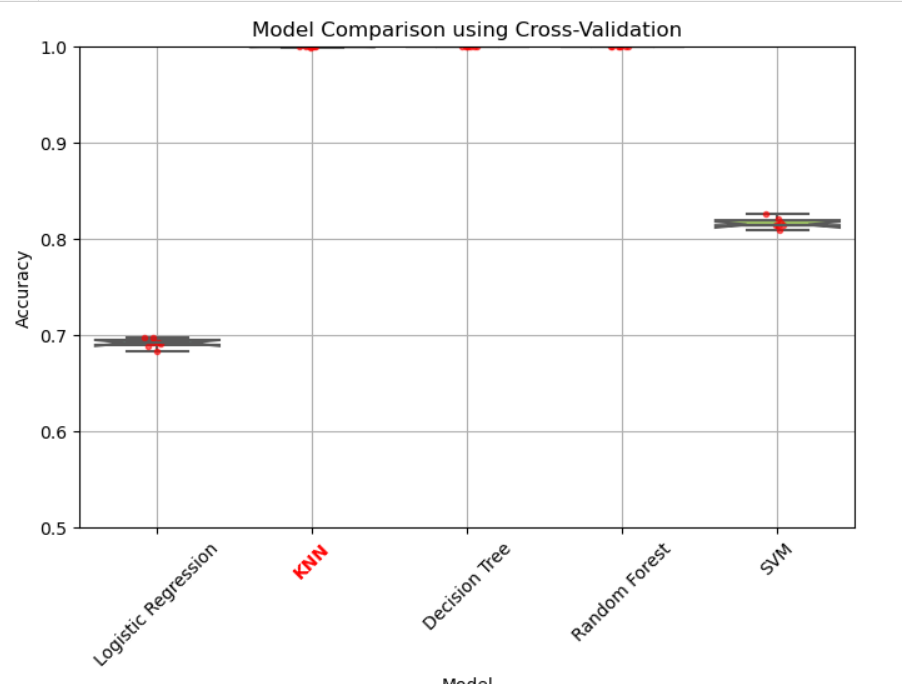 Model Comparison using Cross-Validation
1.0
0.9
0.8
0.7
0.6
0.5
Accuracy
Logistic Regression
KNN
Decision Tree
Random Forest
SVM
Model